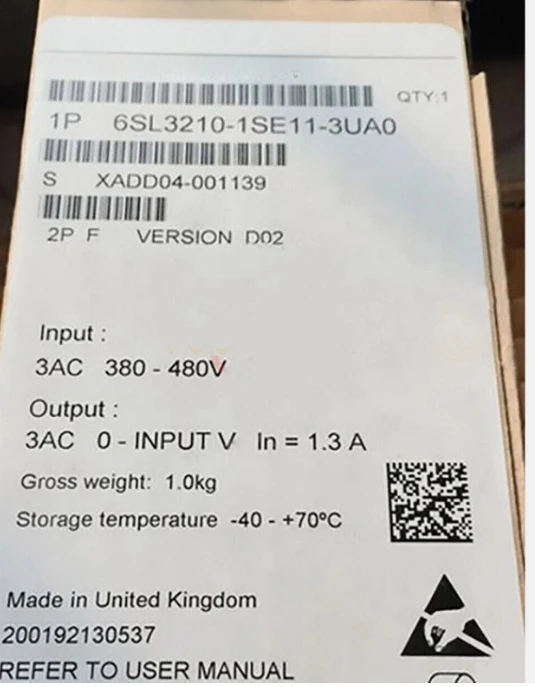 QTY:1
1P 6SL3210-1SE11-3UA0
S XADD04-001139
2P F VERSION D02
Input :
3AC 380 - 480V
Output :
3AC 0 - INPUT V In = 1.3 A
Gross weight: 1.0kg
Storage temperature -40 - +70ºC
Made in United Kingdom
200192130537
REFER TO USER MANUAL